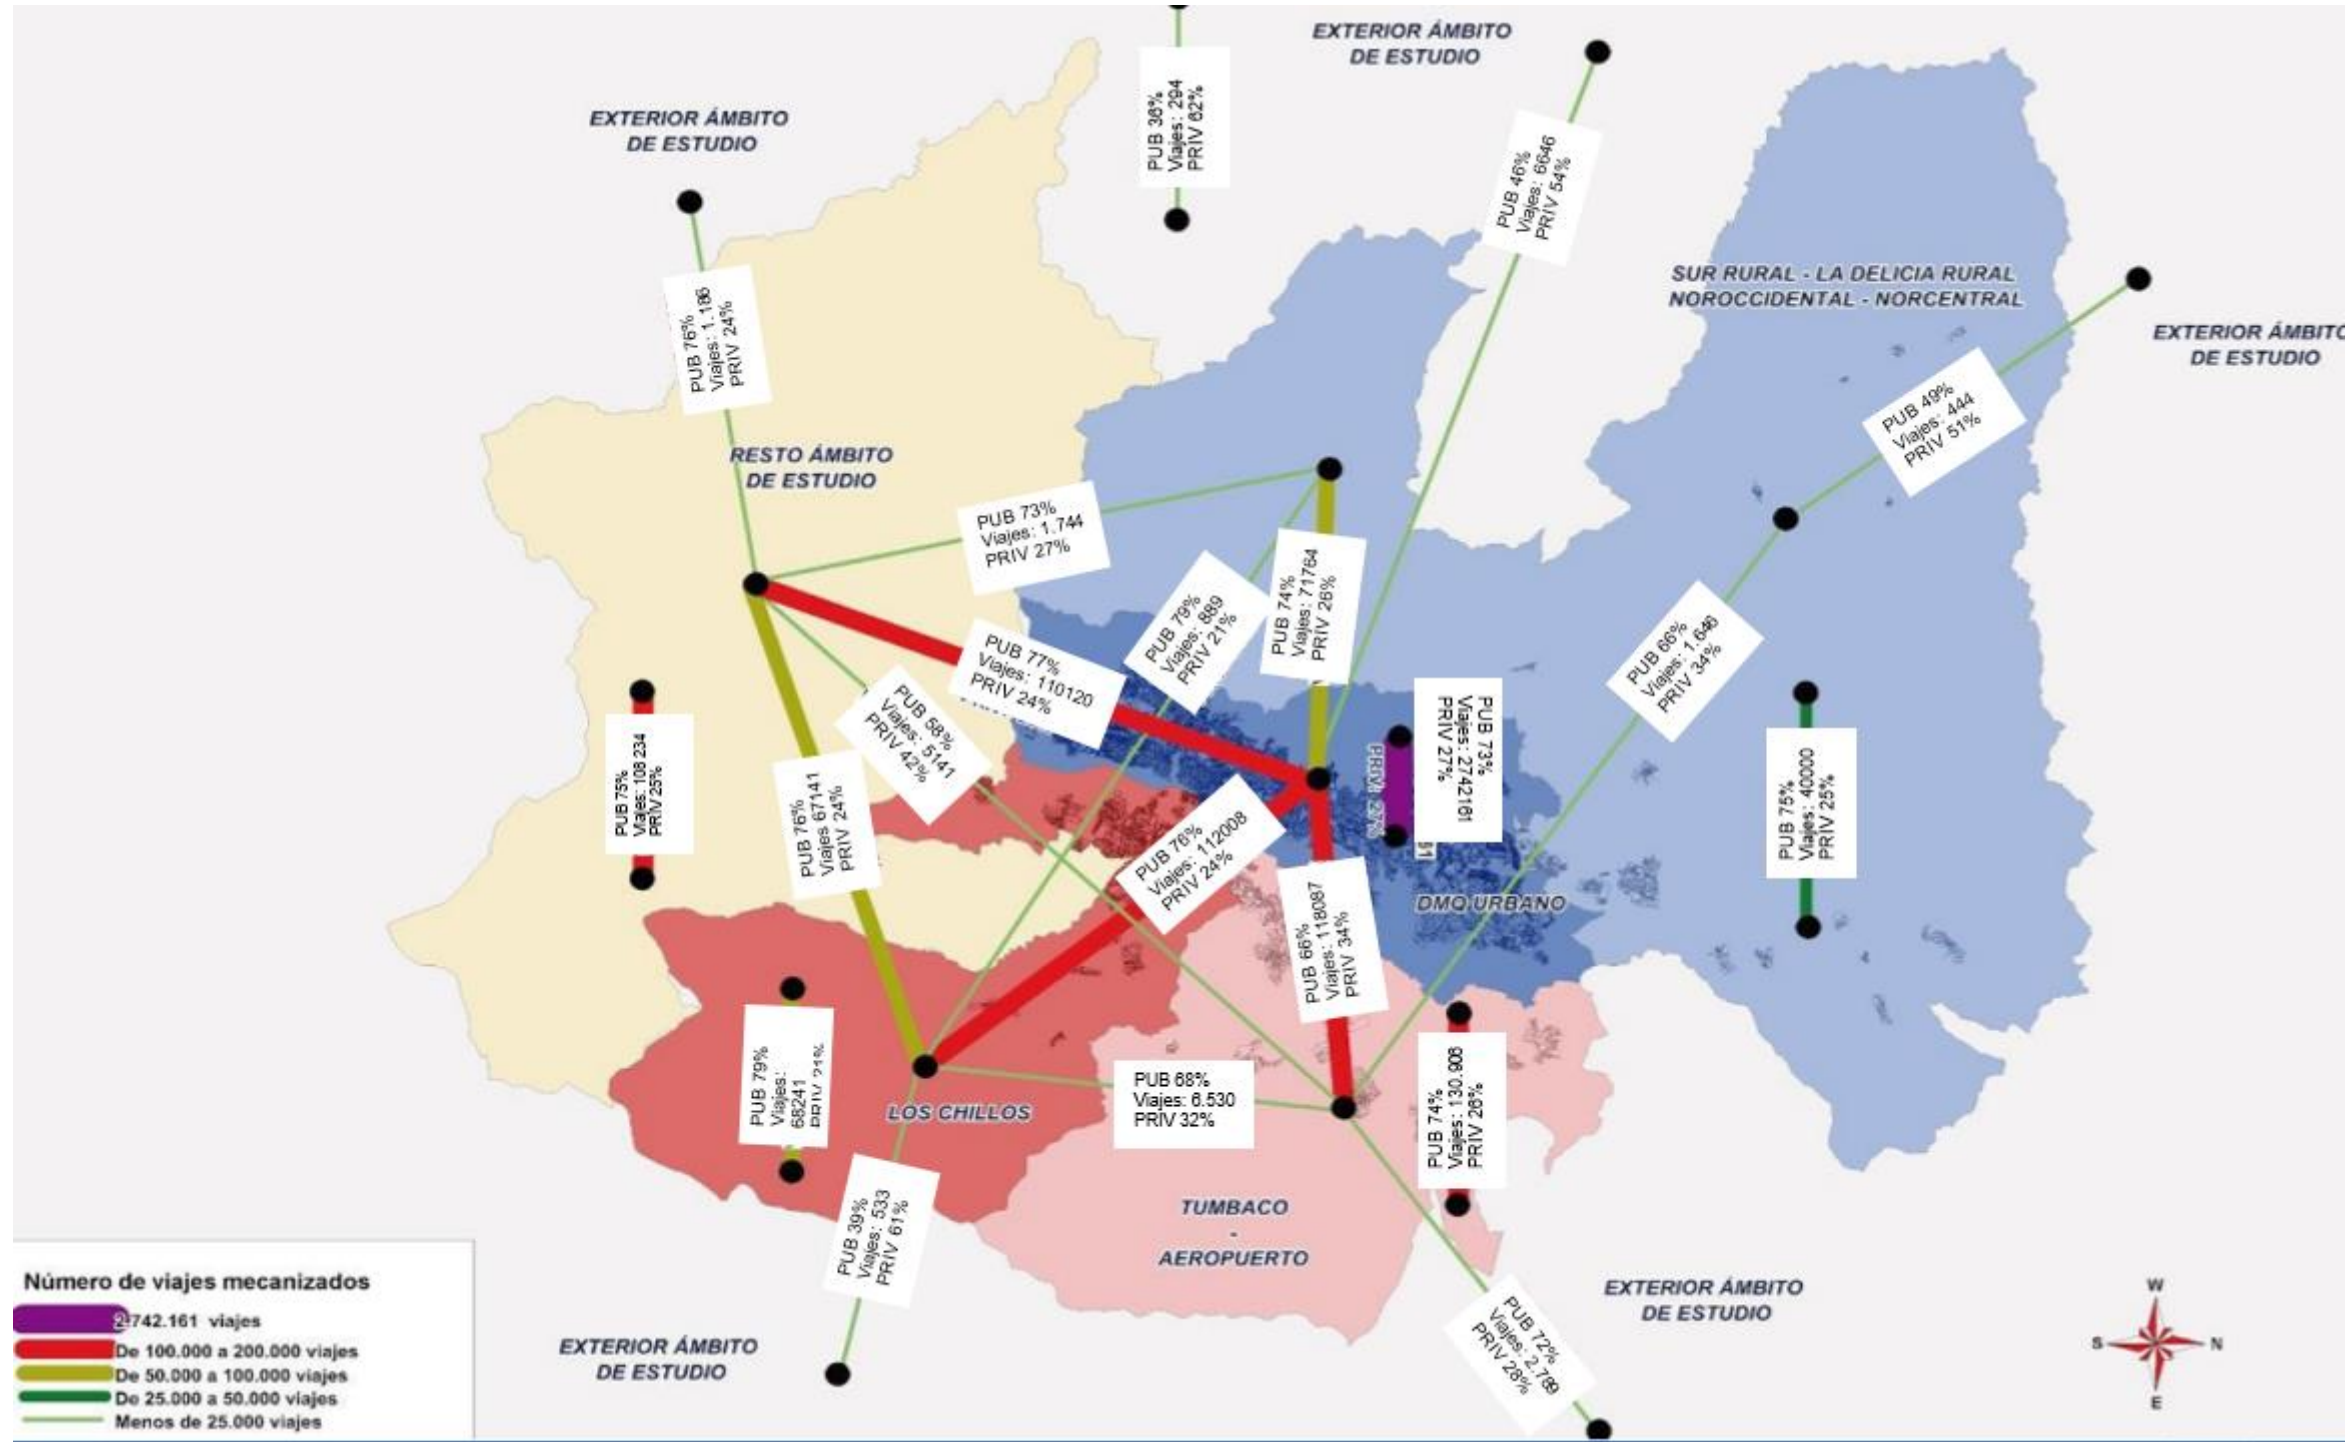 EXTERIOR ÁMBITO
DE ESTUDIO
PUB 36%
Viajes: 294
PRIV 62%
EXTERIOR ÁMBITO
DE ESTUDIO
PUB 46%
Viajes: 6646
PRIV 54%
SUR RURAL - LA DELICIA RURAL
NOROCCIDENTAL - NORCENTRAL
EXTERIOR ÁMBITO
DE ESTUDIO
PUB 76%
Viajes: 1.186
PRIV 24%
PUB 49%
Viajes: 444
PRIV 51%
RESTO ÁMBITO
DE ESTUDIO
PUB 73%
Viajes: 1.744
PRIV 27%
PUB 74%
Viajes: 71764
PRIV 26%
PUB 79%
Viajes: 889
PRIV 21%
PUB 66%
Viajes: 1.646
PRIV 34%
PUB 77%
Viajes: 110120
PRIV 24%
PUB 58%
Viajes: 5141
PRIV 42%
PUB 75%
Viajes: 108 234
PRIV 25%
PUB 76%
Viajes 67141
PRIV 24%
PUB 76%
Viajes: 112008
PRIV 24%
PRIV: 27%
PUB 73%
Viajes: 2742161
PRIV 27%
61
PUB 75%
Viajes: 40000
PRIV 25%
DMQ URBANO
PUB 66%
Viajes: 118087
PRIV 34%
PUB 79%
Viajes:
68241
PRIV 21%
LOS CHILLOS
PUB 68%
Viajes: 6.530
PRIV 32%
PUB 74%
Viajes: 130.908
PRIV 26%
TUMBACO
-
AEROPUERTO
PUB 39%
Viajes: 533
PRIV 61%
EXTERIOR ÁMBITO
DE ESTUDIO
PUB 72%
Viajes: 2.789
PRIV 28%
EXTERIOR ÁMBITO
DE ESTUDIO
Número de viajes mecanizados
2.742.161 viajes
De 100.000 a 200.000 viajes
De 50.000 a 100.000 viajes
De 25.000 a 50.000 viajes
Menos de 25.000 viajes
W
S N
E